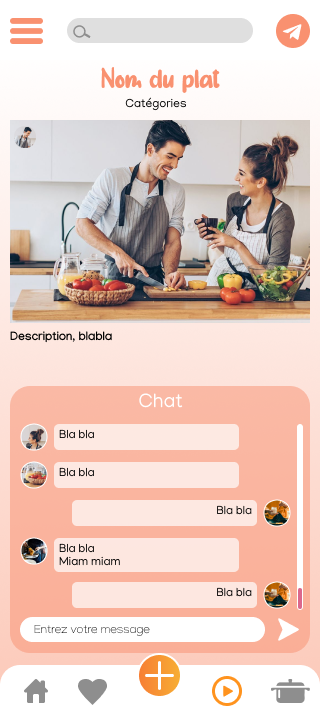 Nom du plat
Catégories
Description, blabla
Chat
Bla bla
Bla bla
Bla bla
Bla bla
Miam miam
Bla bla
Entrez votre message